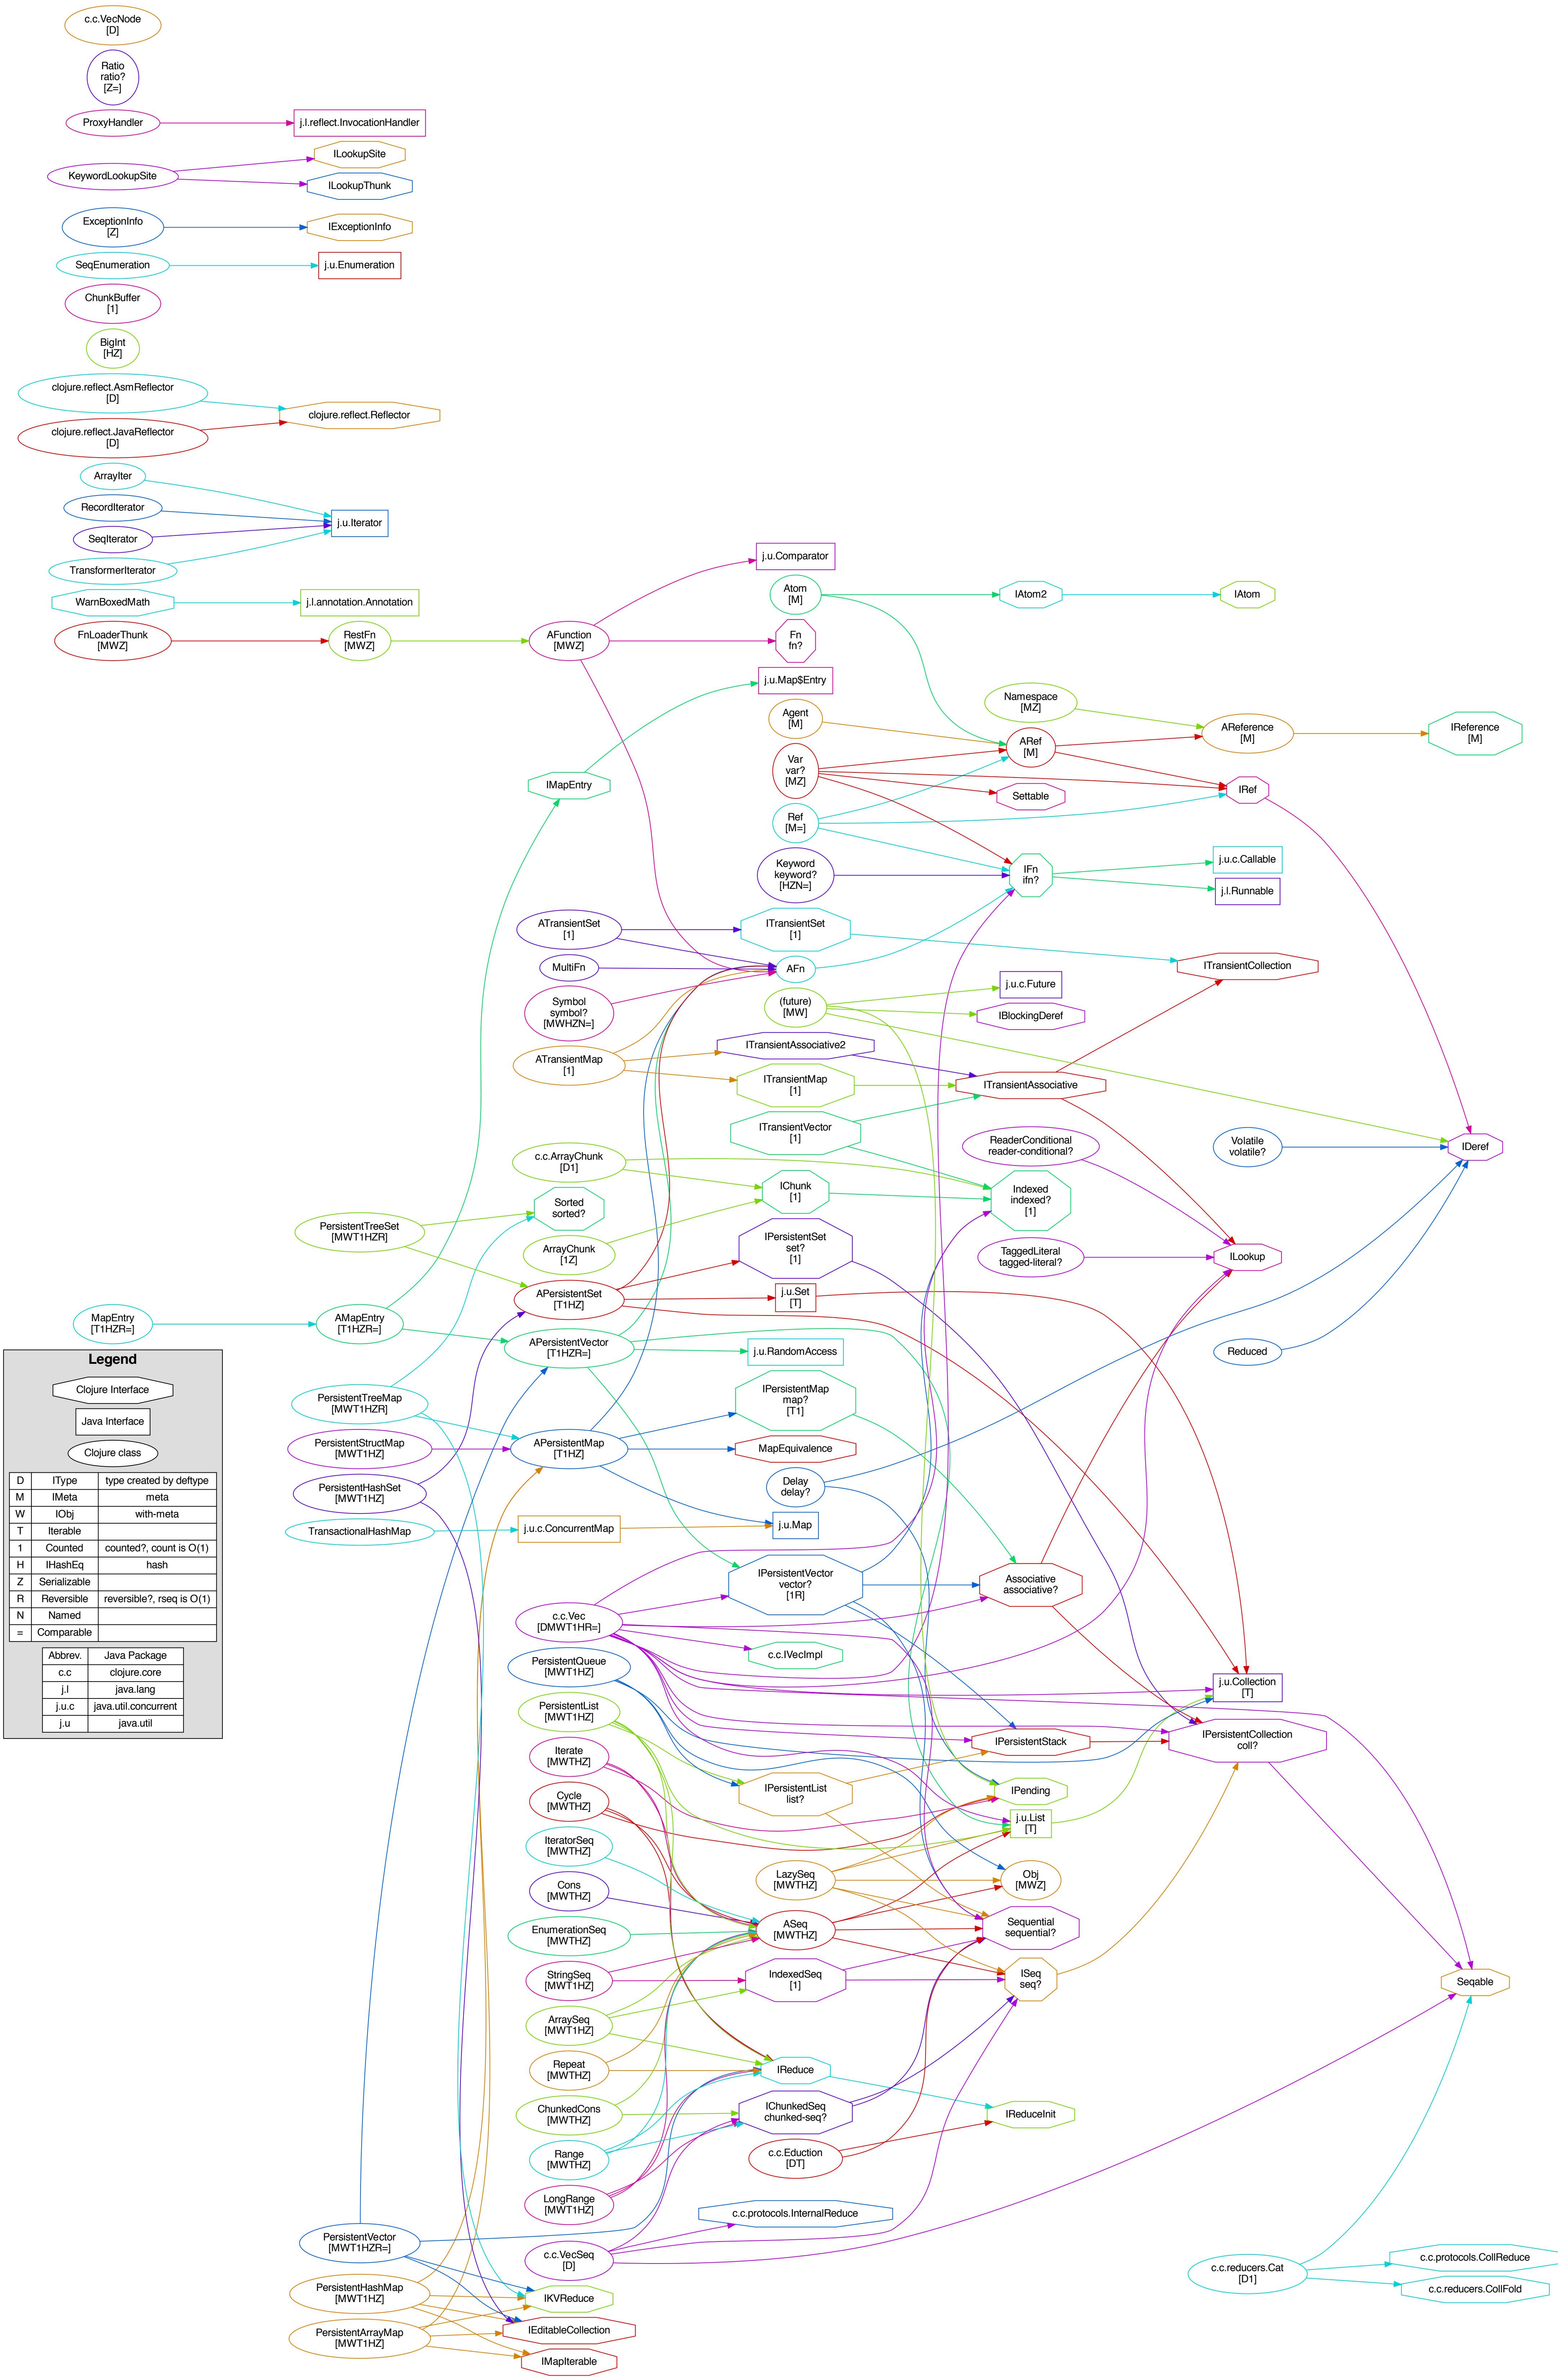 c.c.VecNode
[D]
Ratio
ratio?
[Z=]
ProxyHandler
j.l.reflect.InvocationHandler
KeywordLookupSite
ILookupSite
ILookupThunk
ExceptionInfo
[Z]
IExceptionInfo
SeqEnumeration
j.u.Enumeration
ChunkBuffer
[1]
BigInt
[HZ]
clojure.reflect.AsmReflector
[D]
clojure.reflect.Reflector
clojure.reflect.JavaReflector
[D]
ArrayIter
RecordIterator
j.u.Iterator
SeqIterator
TransformerIterator
WarnBoxedMath
j.l.annotation.Annotation
FnLoaderThunk
[MWZ]
RestFn
[MWZ]
AFunction
[MWZ]
j.u.Comparator
Atom
[M]
IAtom2
IAtom
Fn
fn?
j.u.Map$Entry
Namespace
[MZ]
Agent
[M]
ARef
[M]
AReference
[M]
IReference
[M]
Var
var?
[MZ]
IMapEntry
Settable
IRef
Ref
[M=]
Keyword
keyword?
[HZN=]
IFn
ifn?
j.u.c.Callable
j.l.Runnable
ATransientSet
[1]
ITransientSet
[1]
MultiFn
AFn
ITransientCollection
Symbol
symbol?
[MWHZN=]
(future)
[MW]
j.u.c.Future
IBlockingDeref
ATransientMap
[1]
ITransientAssociative2
ITransientMap
[1]
ITransientAssociative
ITransientVector
[1]
ReaderConditional
reader-conditional?
Volatile
volatile?
IDeref
c.c.ArrayChunk
[D1]
IChunk
[1]
Indexed
indexed?
[1]
Sorted
sorted?
PersistentTreeSet
[MWT1HZR]
ArrayChunk
[1Z]
IPersistentSet
set?
[1]
TaggedLiteral
tagged-literal?
ILookup
APersistentSet
[T1HZ]
j.u.Set
[T]
MapEntry
[T1HZR=]
AMapEntry
[T1HZR=]
APersistentVector
[T1HZR=]
j.u.RandomAccess
Reduced
Legend
Clojure Interface
Java Interface
Clojure class
D IType type created by deftype
M IMeta meta
W IObj with-meta
T Iterable
1 Counted counted?, count is O(1)
H IHashEq hash
Z Serializable
R Reversible reversible?, rseq is O(1)
N Named
= Comparable
Abbrev. Java Package
c.c clojure.core
j.l java.lang
j.u.c java.util.concurrent
j.u java.util
PersistentTreeMap
[MWT1HZR]
IPersistentMap
map?
[T1]
PersistentStructMap
[MWT1HZ]
APersistentMap
[T1HZ]
MapEquivalence
PersistentHashSet
[MWT1HZ]
Delay
delay?
TransactionalHashMap
j.u.c.ConcurrentMap
j.u.Map
IPersistentVector
vector?
[1R]
Associative
associative?
c.c.Vec
[DMWT1HR=]
c.c.IVecImpl
PersistentQueue
[MWT1HZ]
j.u.Collection
[T]
PersistentList
[MWT1HZ]
IPersistentStack
IPersistentCollection
coll?
Iterate
[MWTHZ]
IPersistentList
list?
IPending
Cycle
[MWTHZ]
j.u.List
[T]
IteratorSeq
[MWTHZ]
LazySeq
[MWTHZ]
Obj
[MWZ]
Cons
[MWTHZ]
EnumerationSeq
[MWTHZ]
ASeq
[MWTHZ]
Sequential
sequential?
StringSeq
[MWT1HZ]
IndexedSeq
[1]
ISeq
seq?
Seqable
ArraySeq
[MWT1HZ]
Repeat
[MWTHZ]
IReduce
ChunkedCons
[MWTHZ]
IChunkedSeq
chunked-seq?
IReduceInit
Range
[MWTHZ]
c.c.Eduction
[DT]
LongRange
[MWT1HZ]
c.c.protocols.InternalReduce
PersistentVector
[MWT1HZR=]
c.c.VecSeq
[D]
c.c.reducers.Cat
[D1]
c.c.protocols.CollReduce
c.c.reducers.CollFold
PersistentHashMap
[MWT1HZ]
IKVReduce
PersistentArrayMap
[MWT1HZ]
IEditableCollection
IMapIterable